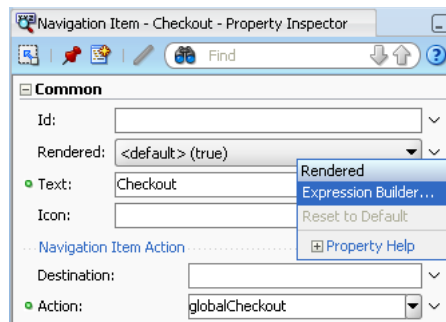 Navigation Item - Checkout - Property Inspector
Find
Common
Id:
Rendered: <default> (true)
Rendered
Text: Checkout
Expression Builder...
Icon:
Reset to Default
Navigation Item Action
Property Help
Destination:
Action: globalCheckout